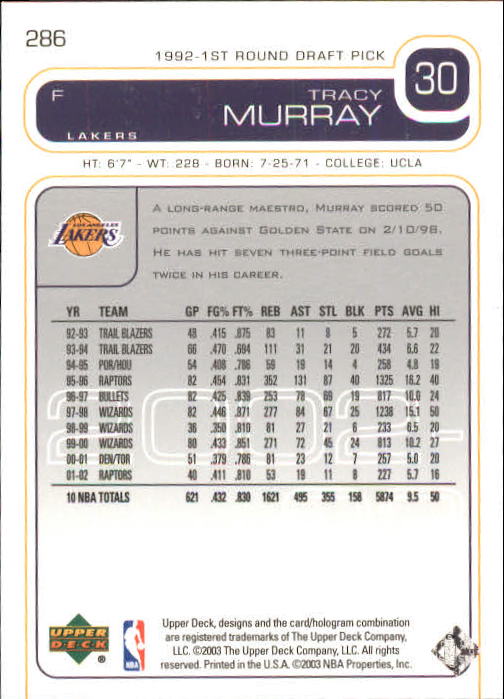 286
1992-1ST ROUND DRAFT PICK
30
F
TRACY
MURRAY
LAKERS
HT: 6'7" - WT: 228 - BORN: 7-25-71 - COLLEGE: UCLA
LOS ANGELES
LAKERS
A LONG-RANGE MAESTRO, MURRAY SCORED 50
POINTS AGAINST GOLDEN STATE ON 2/10/98.
HE HAS HIT SEVEN THREE-POINT FIELD GOALS
TWICE IN HIS CAREER.
YR TEAM GP FG% FT% REB AST STL BLK PTS AVG HI
92-93 TRAIL BLAZERS 48 .415 .875 83 11 8 5 272 5.7 20
93-94 TRAIL BLAZERS 66 .470 .694 111 31 21 20 434 6.6 22
94-95 POR/HOU 54 .408 .786 59 19 14 4 258 4.8 19
95-96 RAPTORS 82 .454 .831 352 131 87 40 1325 16.2 40
96-97 BULLETS 82 .425 .839 253 78 69 19 817 10.0 24
97-98 WIZARDS 82 .446 .871 277 84 67 25 1238 15.1 50
98-99 WIZARDS 36 .350 .810 81 27 21 6 233 6.5 20
99-00 WIZARDS 80 .433 .851 271 72 45 24 813 10.2 27
00-01 DEN/TOR 51 .379 .786 81 23 12 7 257 5.0 20
01-02 RAPTORS 40 .411 .810 53 19 11 8 227 5.7 16
10 NBA TOTALS 621 .432 .830 1621 495 355 158 5874 9.5 50
UPPER
DECK
®
NBA
Upper Deck, designs and the card/hologram combination
are registered trademarks of The Upper Deck Company,
LLC. ©2003 The Upper Deck Company, LLC. All rights
reserved. Printed in the U.S.A. ©2003 NBA Properties, Inc.